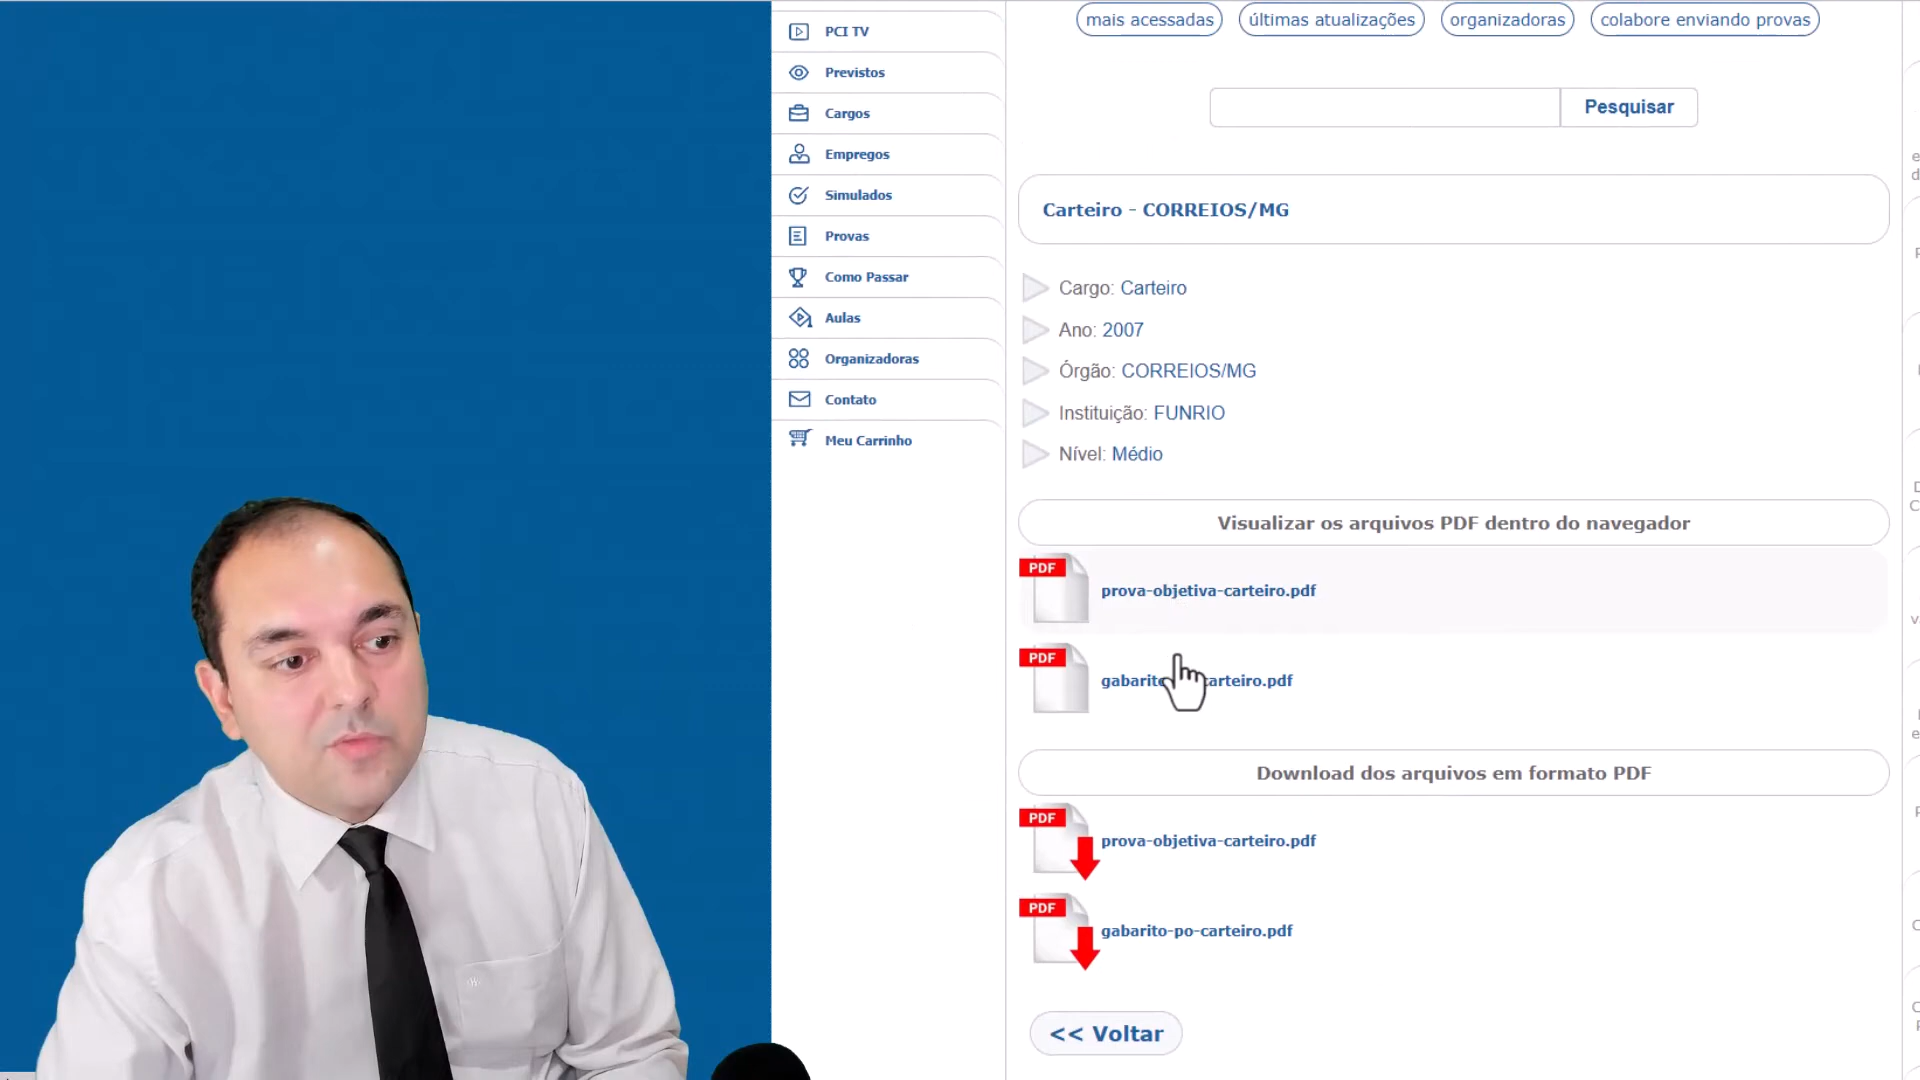 mais acessadas
últimas atualizações
organizadoras
colabore enviando provas
PCI TV
Previstos
Cargos
Empregos
Simulados
Provas
Como Passar
Aulas
Organizadoras
Contato
Meu Carrinho
Pesquisar
Carteiro - CORREIOS/MG
Cargo: Carteiro
Ano: 2007
Órgão: CORREIOS/MG
Instituição: FUNRIO
Nível: Médio
Visualizar os arquivos PDF dentro do navegador
PDF
prova-objetiva-carteiro.pdf
PDF
Download dos arquivos em formato PDF
PDF
prova-objetiva-carteiro.pdf
PDF
gabarito-po-carteiro.pdf
<< Voltar